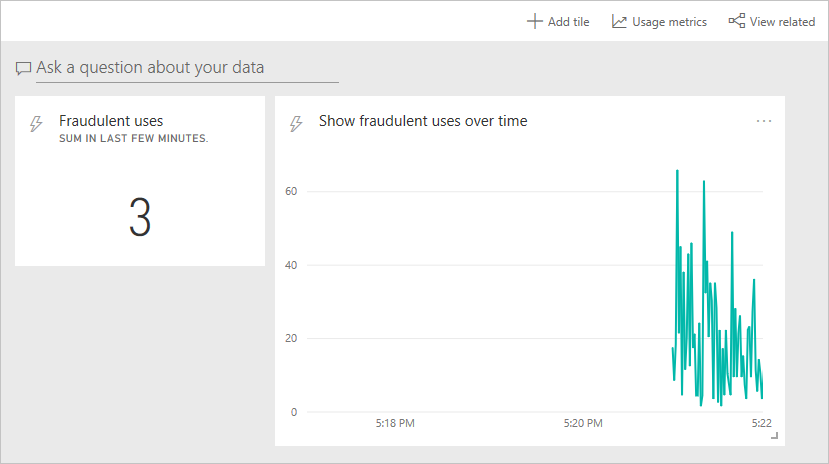 Add tile
Usage metrics
View related
Ask a question about your data
Fraudulent uses
SUM IN LAST FEW MINUTES.
3
Show fraudulent uses over time
...
60
40
20
0
5:18 PM
5:20 PM
5:22